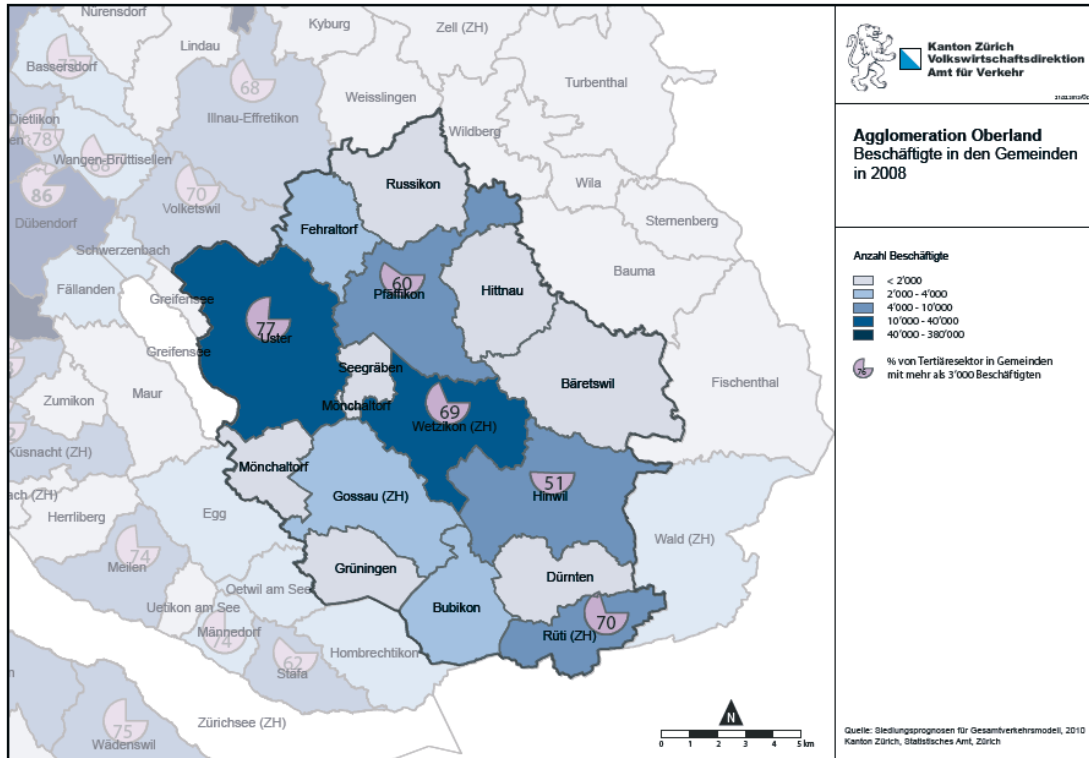 Nürensdorf
Kyburg
Zell (ZH)
Lindau
Bassersdorf
72
68
Turbenthal
Weisslingen
Illnau-Effretikon
Dietlikon
78
Wildberg
Wangen-Brüttisellen
68
Russikon
86
70
Wila
Volketswil
Dübendorf
Sternenberg
Fehraltorf
Schwerzenbach
Bauma
60
Fällanden
Pfäffikon
Hittnau
Greifensee
77
Uster
Greifensee
Seegräben
Bäretswil
Fischenthal
Maur
Zumikon
Mönchaltorf
69
Wetzikon (ZH)
Küsnacht (ZH)
Mönchaltorf
51
Gossau (ZH)
Hinwil
ach (ZH)
Egg
Herrliberg
Wald (ZH)
74
Grüningen
Dürnten
Meilen
Oetwil am See
Uetikon am See
Bubikon
70
Männedorf
Rüti (ZH)
74
62
Hombrechtikon
Stäfa
Zürichsee (ZH)
75
Wädenswil
N
0 1 2 3 4 5 km
Kanton Zürich
Volkswirtschaftsdirektion
Amt für Verkehr
Agglomeration Oberland
Beschäftigte in den Gemeinden
in 2008
Anzahl Beschäftigte
< 2'000
2'000 - 4'000
4'000 - 10'000
10'000 - 40'000
40'000 - 380'000
76
% von Tertiäresektor in Gemeinden
mit mehr als 3'000 Beschäftigten
Quelle: Siedlungsprognosen für Gesamtverkehrsmodell, 2010
Kanton Zürich, Statistisches Amt, Zürich